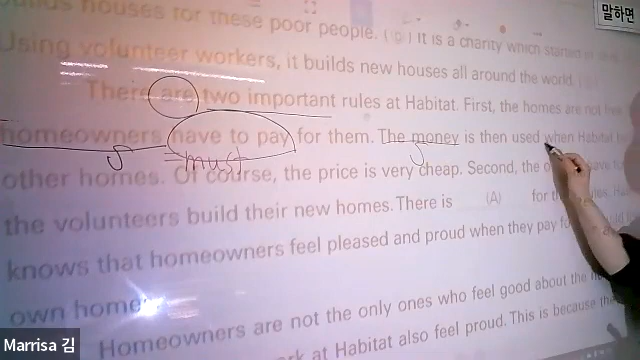 말하면
builds houses for these poor people. It is a charity which started
Using volunteer workers, it builds new houses all around the world.
There are two important rules at Habitat. First, the homes are not free
homeowners have to pay for them. The money is then used when Habitat
S
must
other homes. Of course, the price is very cheap. Second, the
the volunteers build their new homes. There is (A) for
knows that homeowners feel pleased and proud when they pay
own home
Homeowners are not the only ones who feel good about the
at Habitat also feel proud. This is because the
Marrisa 김